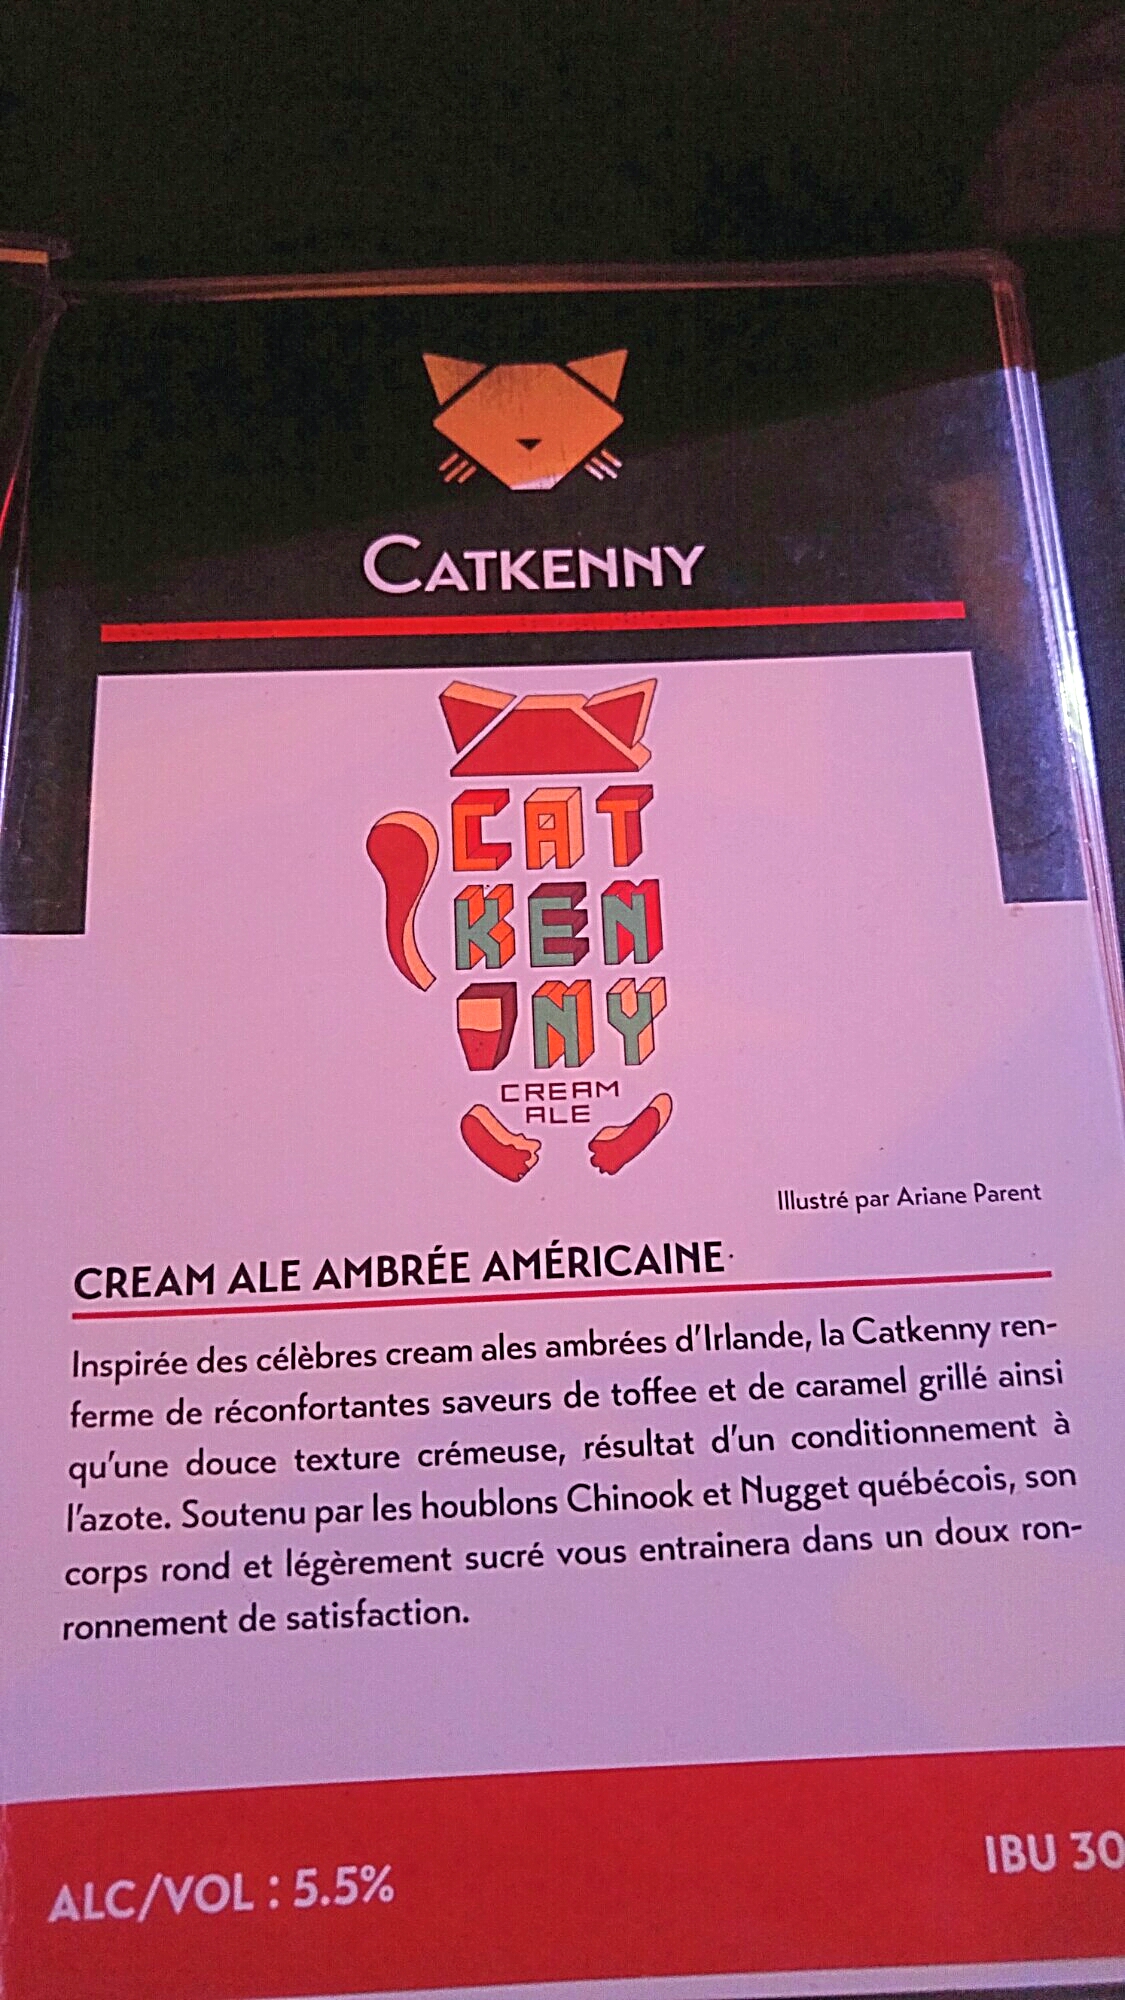 CATKENNY
CAT
KEN
NY
CREAM
ALE
Illustré par Ariane Parent
CREAM ALE AMBRÉE AMÉRICAINE
Inspirée des célèbres cream ales ambrées d'Irlande, la Catkenny ren-
ferme de réconfortantes saveurs de toffee et de caramel grillé ainsi
qu'une douce texture crémeuse, résultat d'un conditionnement à
l'azote. Soutenu par les houblons Chinook et Nugget québécois, son
corps rond et légèrement sucré vous entrainera dans un doux ron-
ronnement de satisfaction.
ALC/VOL : 5.5%
IBU 30